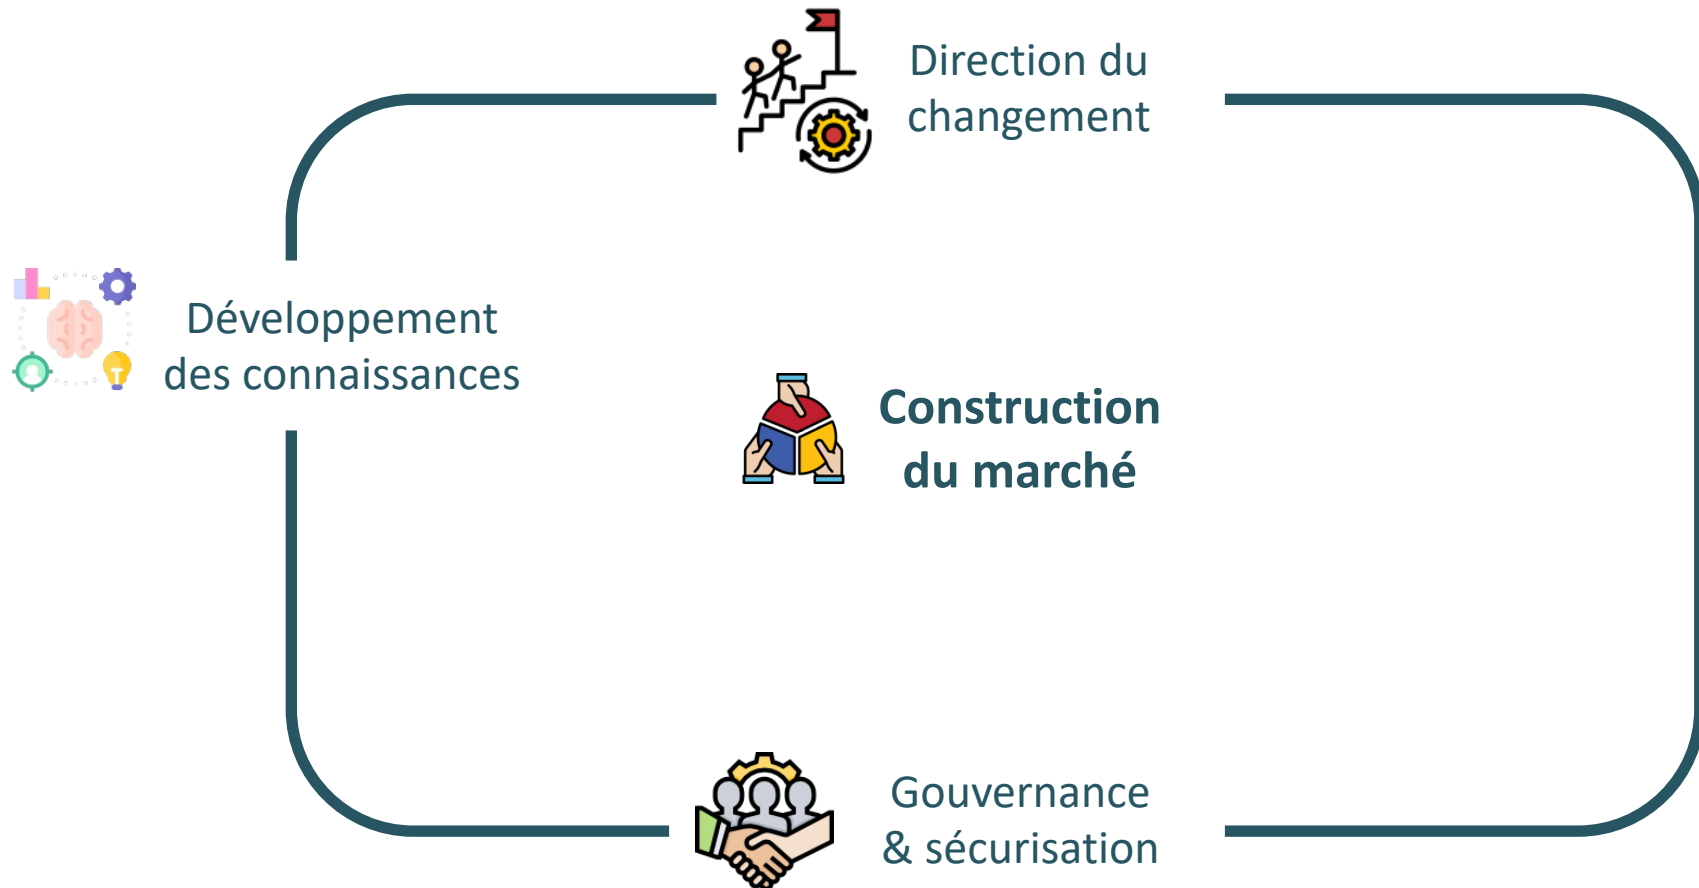 Direction du
changement
Développement
des connaissances
Construction
du marché
Gouvernance
& sécurisation